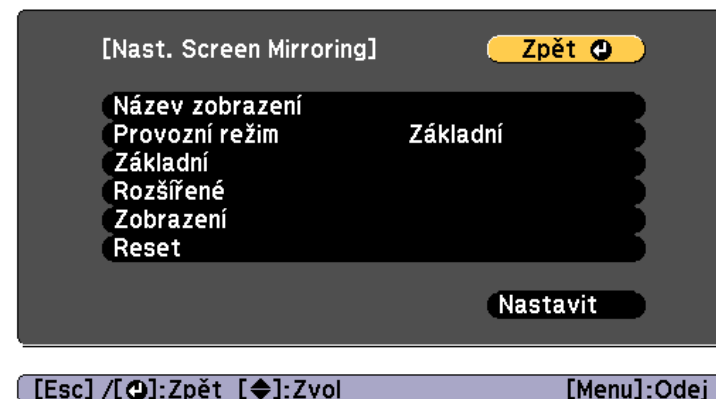 [Nast. Screen Mirroring] Zpět
Název zobrazení
Provozní režim Základní
Základní
Rozšířené
Zobrazení
Reset
Nastavit
[Esc] /[]:Zpět []:Zvol [Menu]:Odej